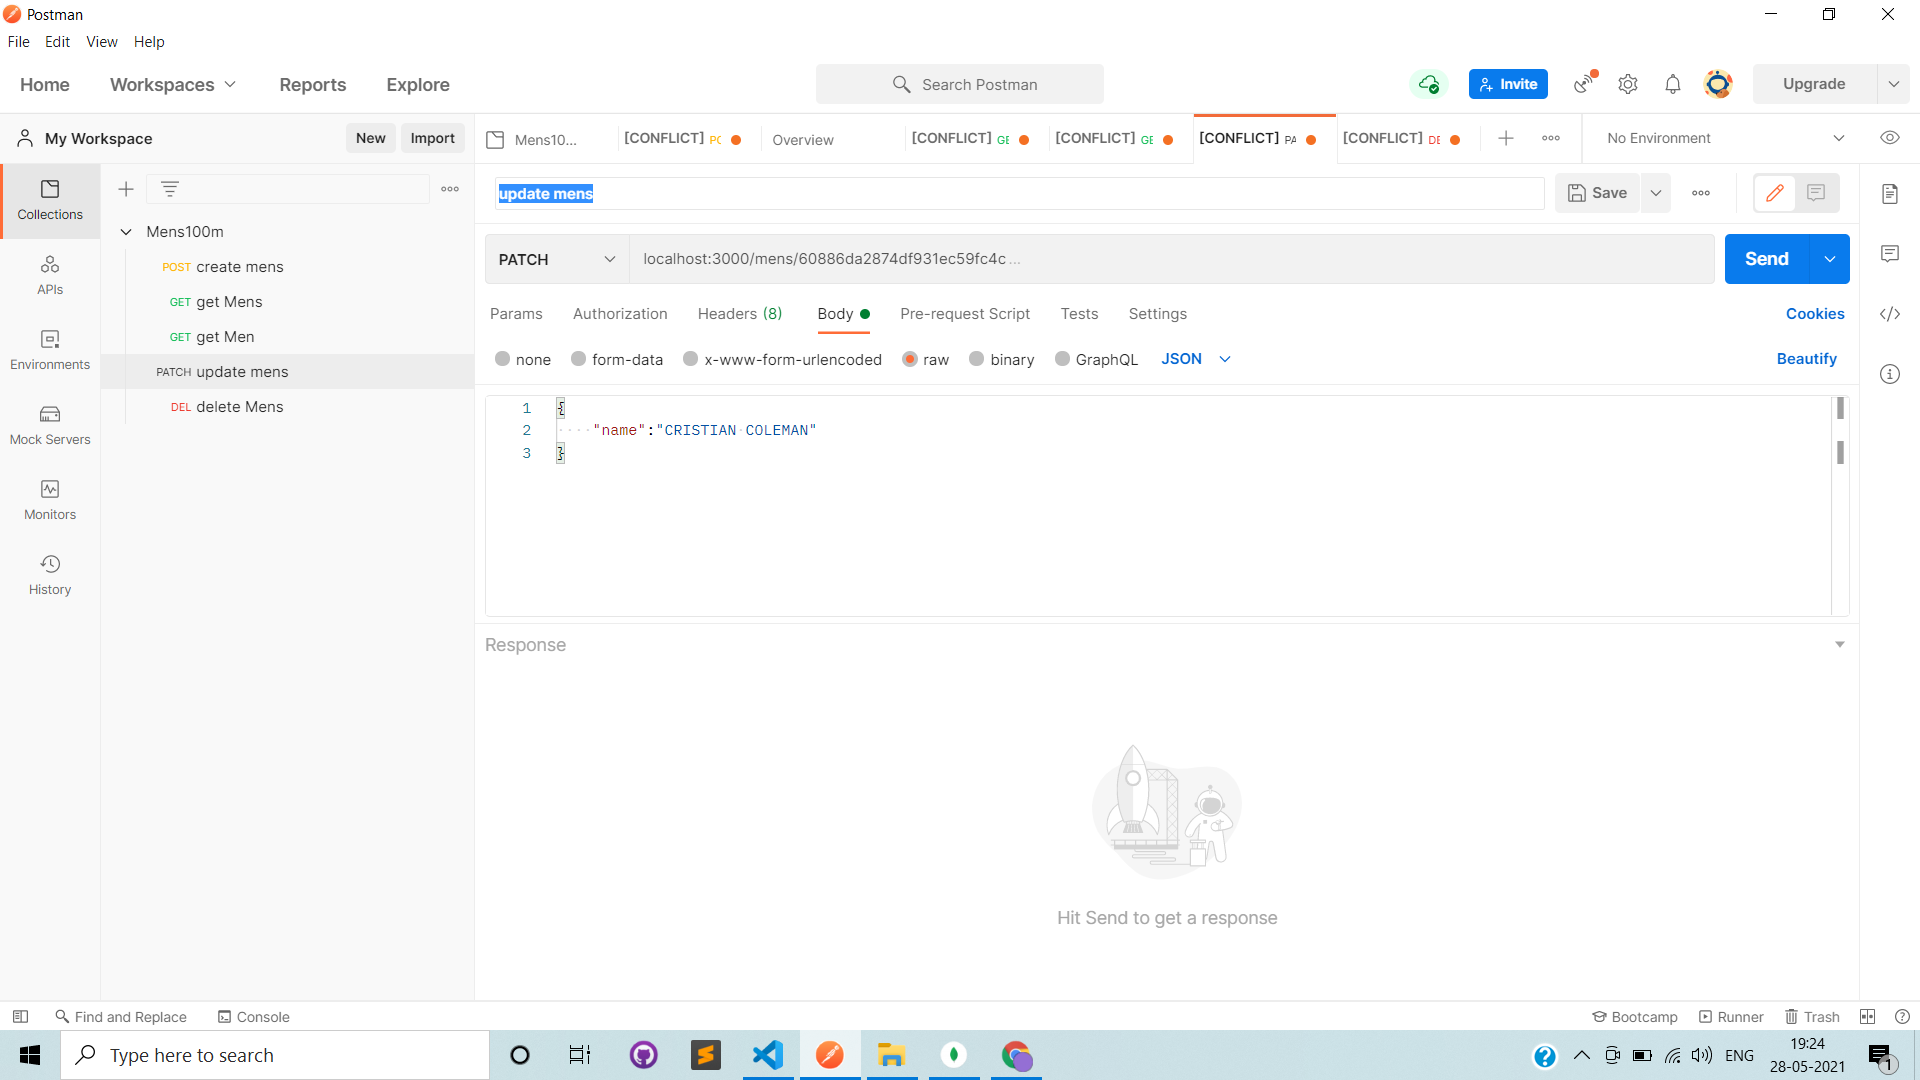 Postman
File Edit View Help
Home Workspaces Reports Explore
Search Postman
Invite
Upgrade
My Workspace
New Import
Mens10...
[CONFLICT] PO
Overview
[CONFLICT] GE
[CONFLICT] GE
[CONFLICT] PA
[CONFLICT] DE
No Environment
Collections
APIs
Environments
Mock Servers
Monitors
History
Mens100m
POST create mens
GET get Mens
GET get Men
PATCH update mens
DEL delete Mens
update mens
Save
PATCH
localhost:3000/mens/60886da2874df931ec59fc4c ...
Send
Params Authorization Headers (8) Body Pre-request Script Tests Settings
Cookies
none form-data x-www-form-urlencoded raw binary GraphQL JSON
Beautify
1 {
2 "name":"CRISTIAN COLEMAN"
3 }
Response
Hit Send to get a response
Find and Replace Console
Bootcamp Runner Trash
Type here to search
ENG
19:24
28-05-2021
1